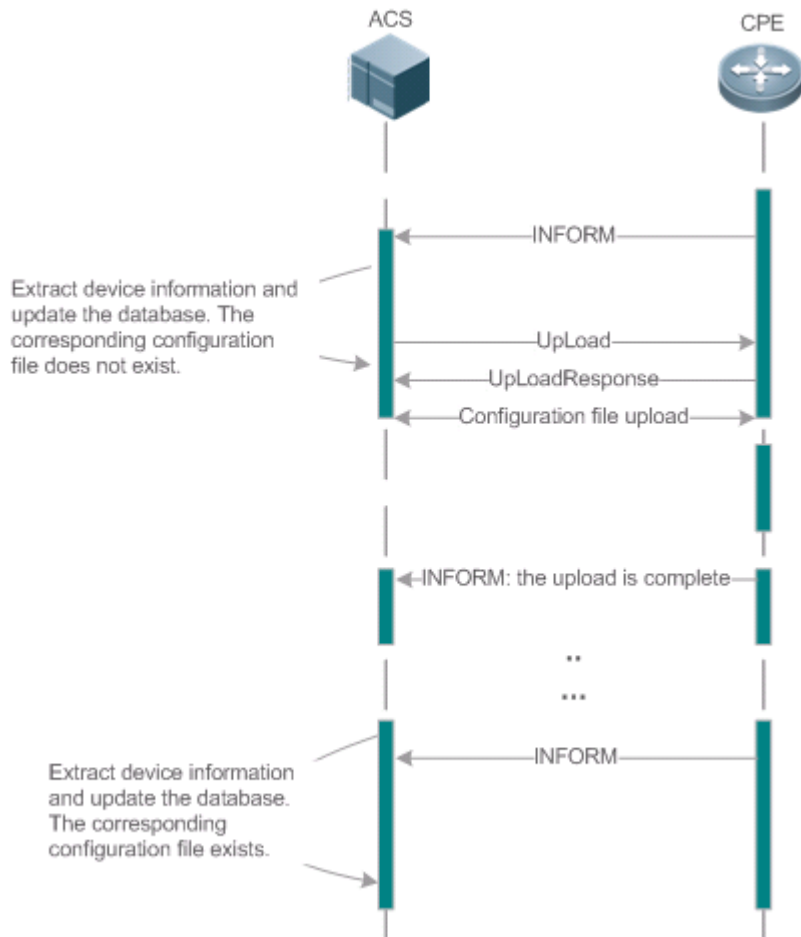 ACS
CPE
INFORM
Extract device information and
update the database. The
corresponding configuration
file does not exist.
UpLoad
UpLoadResponse
Configuration file upload
INFORM: the upload is complete
..
...
INFORM
Extract device information
and update the database.
The corresponding
configuration file exists.